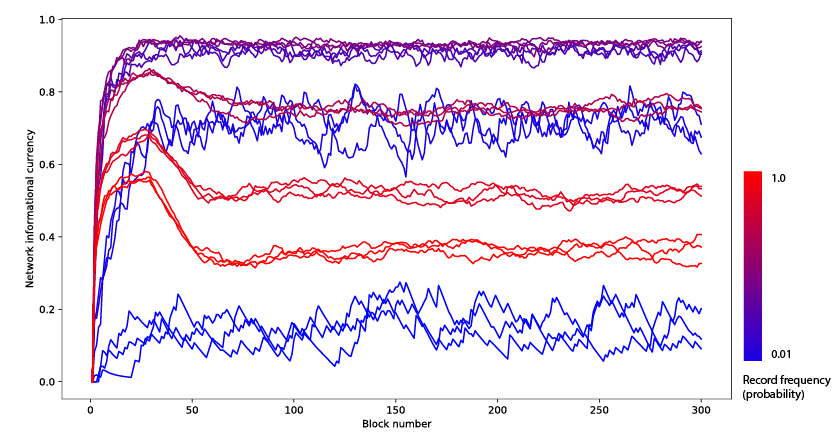 1.0
0.8
0.6
0.4
0.2
0.0
Network informational currency
0 50 100 150 200 250 300
Block number
1.0
0.01
Record frequency
(probability)